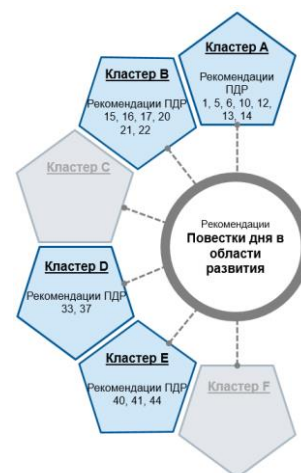 Кластер A
Рекомендации
ПДР
1, 5, 6, 10, 12,
13, 14
Кластер B
Рекомендации ПДР
15, 16, 17, 20
21, 22
Кластер C
Рекомендации
Повестки дня в
области
развития
Кластер D
Рекомендации ПДР
33, 37
Кластер E
Рекомендации ПДР
40, 41, 44
Кластер F